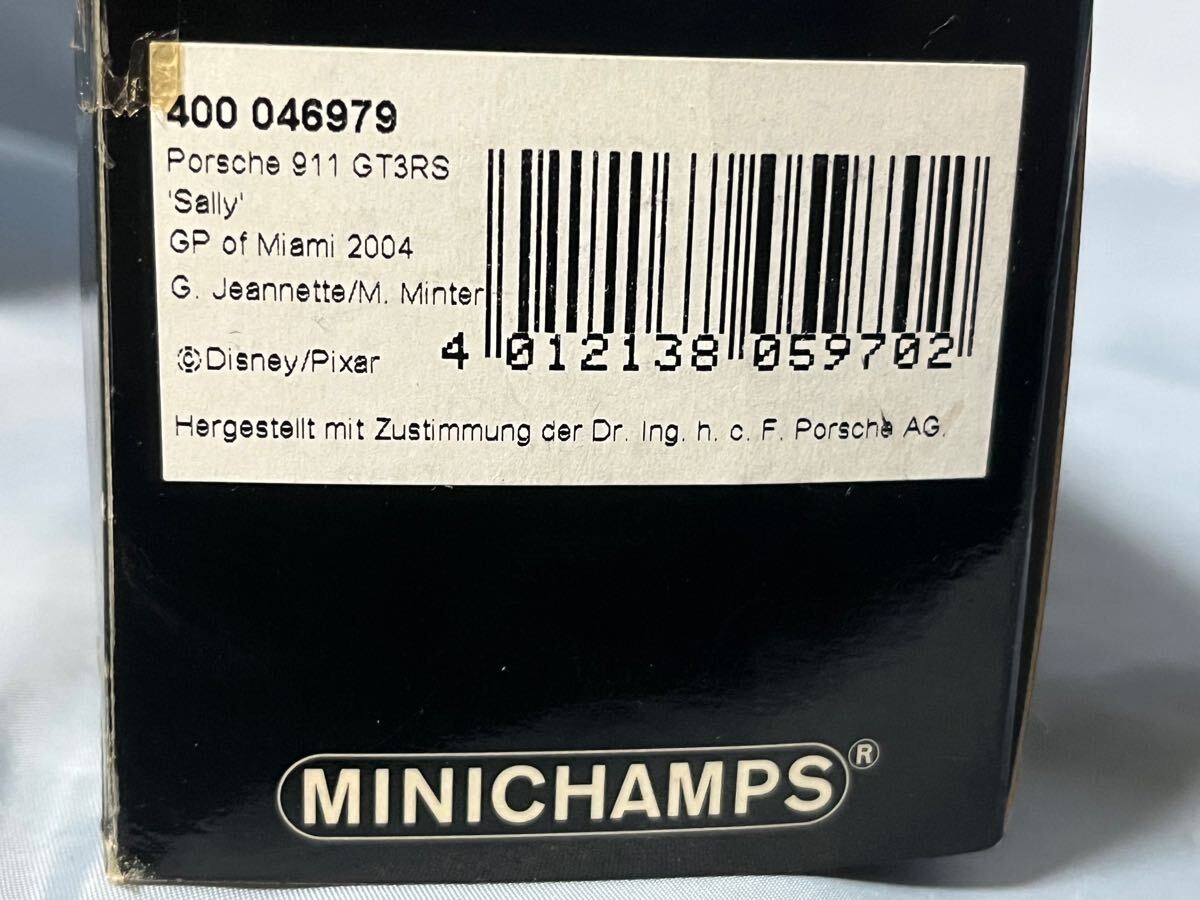 400 046979
Porsche 911 GT3RS
'Sally'
GP of Miami 2004
G. Jeannette/M. Minter
©Disney/Pixar
4 012138 059702
Hergestellt mit Zustimmung der Dr. Ing. h. c. F. Porsche AG.
MINICHAMPS®